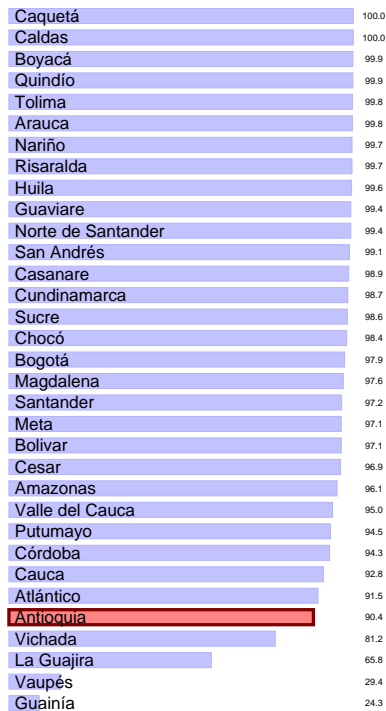 Caquetá 100.0
Caldas 100.0
Boyacá 99.9
Quindío 99.9
Tolima 99.8
Arauca 99.8
Nariño 99.7
Risaralda 99.7
Huila 99.6
Guaviare 99.4
Norte de Santander 99.4
San Andrés 99.1
Casanare 98.9
Cundinamarca 98.7
Sucre 98.6
Chocó 98.4
Bogotá 97.9
Magdalena 97.6
Santander 97.2
Meta 97.1
Bolivar 97.1
Cesar 96.9
Amazonas 96.1
Valle del Cauca 95.0
Putumayo 94.5
Córdoba 94.3
Cauca 92.8
Atlántico 91.5
Antioquia 90.4
Vichada 81.2
La Guajira 65.8
Vaupés 29.4
Guainía 24.3